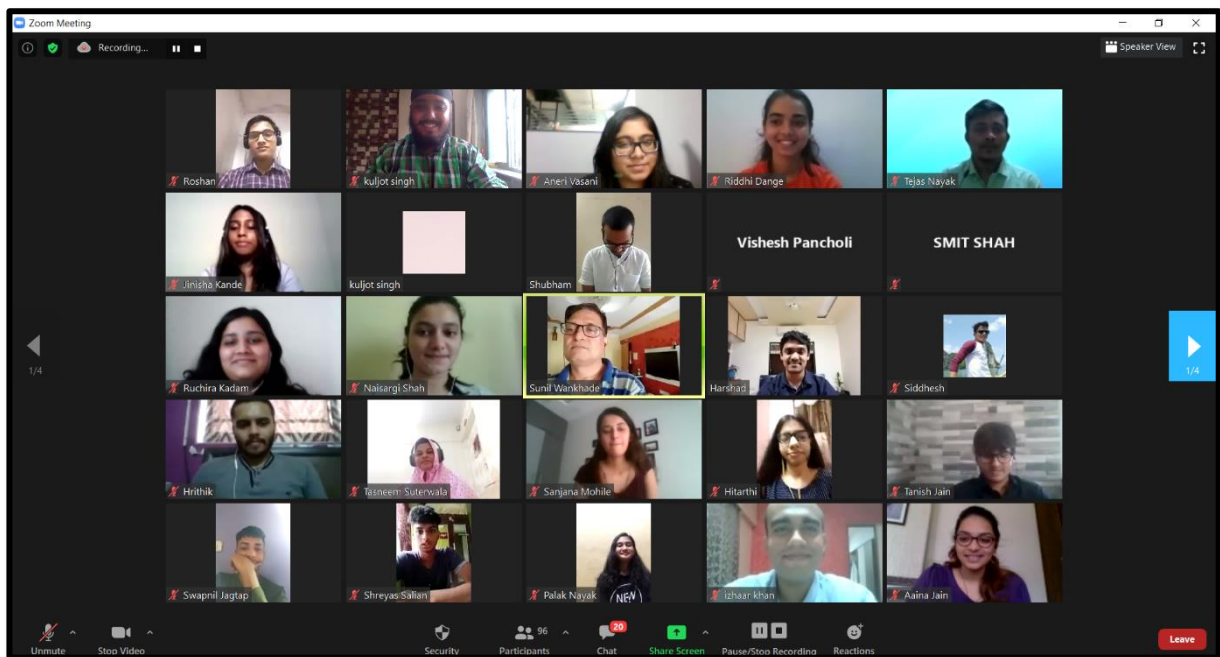 Zoom Meeting
Recording...
Speaker View
Roshan
kuljot singh
Aneri Vasani
Riddhi Dange
Tejas Nayak
Jinisha Kande
kuljot singh
Shubham
Vishesh Pancholi
SMIT SHAH
1/4
Ruchira Kadam
Naisargi Shah
Sunil Wankhade
Harshad
Siddhesh
1/4
Hrithik
Tasneem Suterwala
Sanjana Mohile
Hitarthi
Tanish Jain
Swapnil Jagtap
Shreyas Salian
Palak Nayak
NEW
izhaar khan
Aaina Jain
Unmute
Stop Video
Security
96
Participants
20
Chat
Share Screen
Pause/Stop Recording
Reactions
Leave